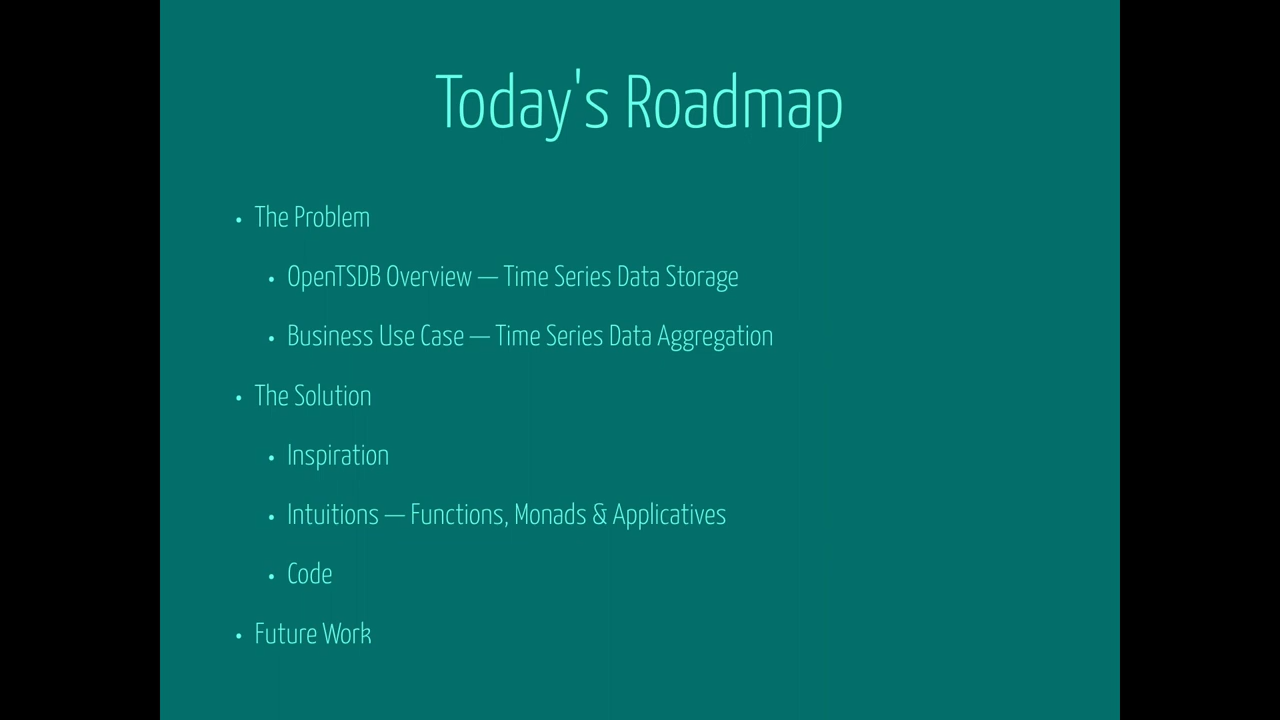 Today's Roadmap
• The Problem
• OpenTSDB Overview — Time Series Data Storage
• Business Use Case — Time Series Data Aggregation
• The Solution
• Inspiration
• Intuitions — Functions, Monads & Applicatives
• Code
• Future Work